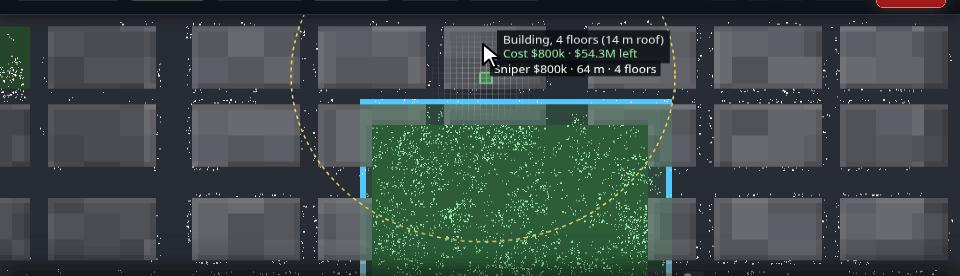 Building, 4 floors (14 m roof)
Cost $800k · $54.3M left
Sniper $800k · 64 m · 4 floors